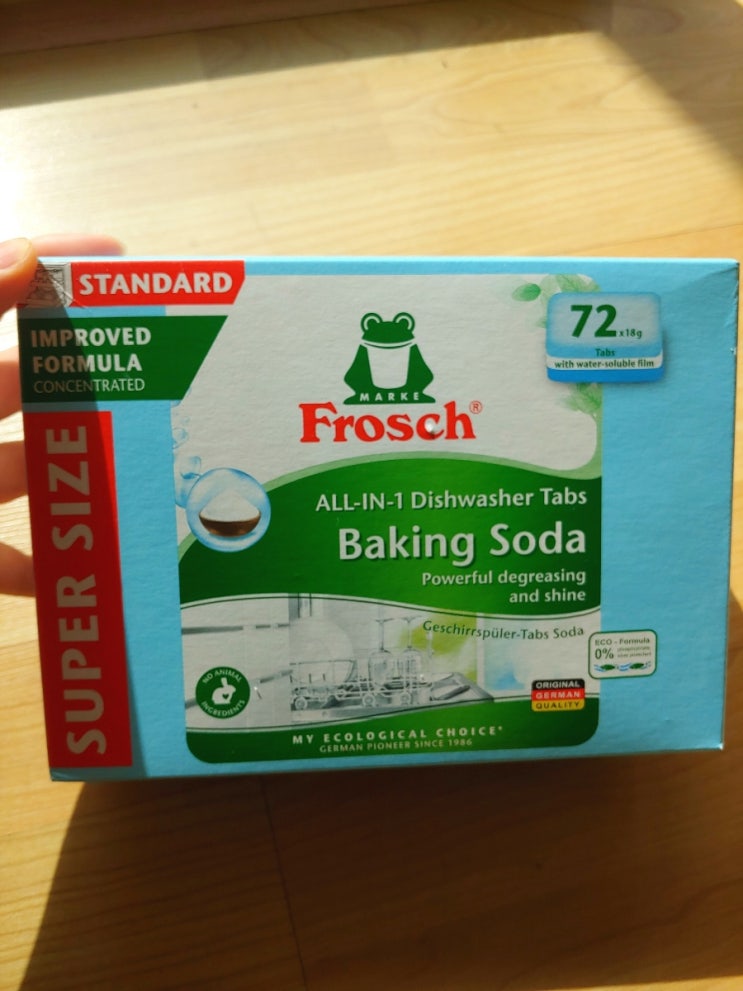 STANDARD
IMPROVED
FORMULA
CONCENTRATED
SUPER SIZE
72 x18g
Tabs
with water-soluble film
MARKE
Frosch®
ALL-IN-1 Dishwasher Tabs
Baking Soda
Powerful degreasing
and shine
Geschirrspüler-Tabs Soda
ECO - Formula
0%
NO ANIMAL
INGREDIENTS
ORIGINAL
GERMAN
QUALITY
MY ECOLOGICAL CHOICE*
GERMAN PIONEER SINCE 1986